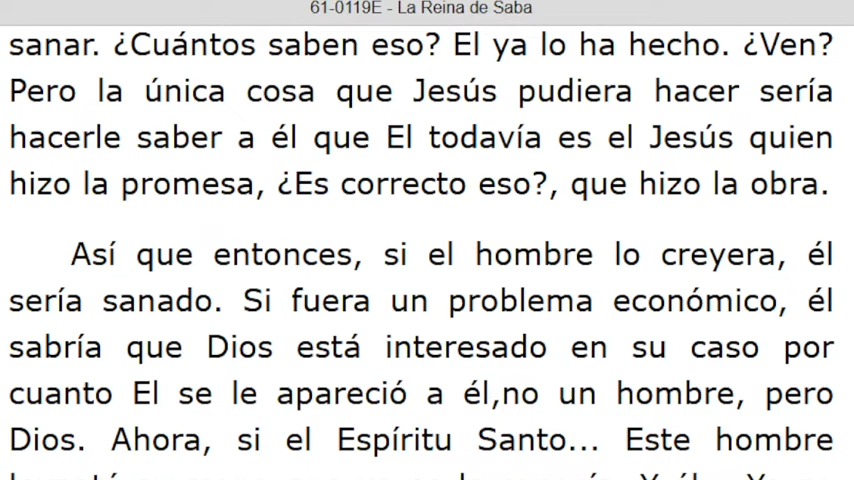 61-0119E - La Reina de Saba
sanar. ¿Cuántos saben eso? El ya lo ha hecho. ¿Ven?
Pero la única cosa que Jesús pudiera hacer sería
hacerle saber a él que El todavía es el Jesús quien
hizo la promesa, ¿Es correcto eso?, que hizo la obra.
Así que entonces, si el hombre lo creyera, él
sería sanado. Si fuera un problema económico, él
sabría que Dios está interesado en su caso por
cuanto El se le apareció a él,no un hombre, pero
Dios. Ahora, si el Espíritu Santo... Este hombre